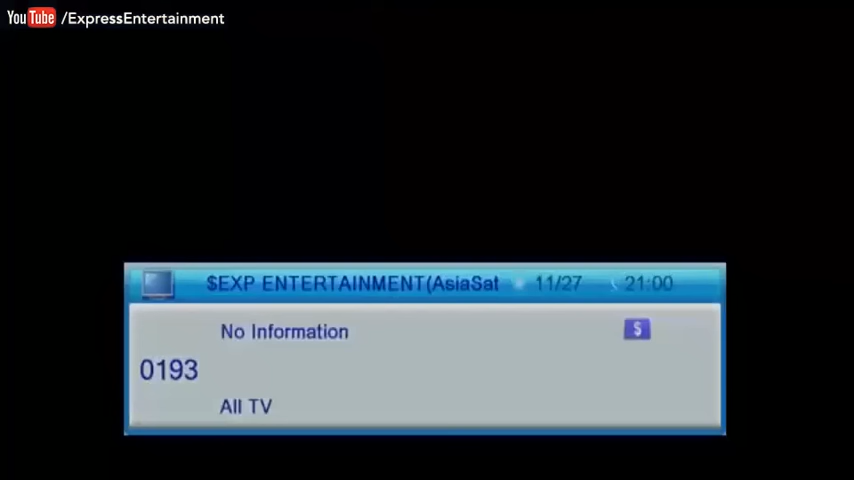 YouTube /ExpressEntertainment
$EXP ENTERTAINMENT(AsiaSat 11/27 21:00
No Information $
0193
All TV